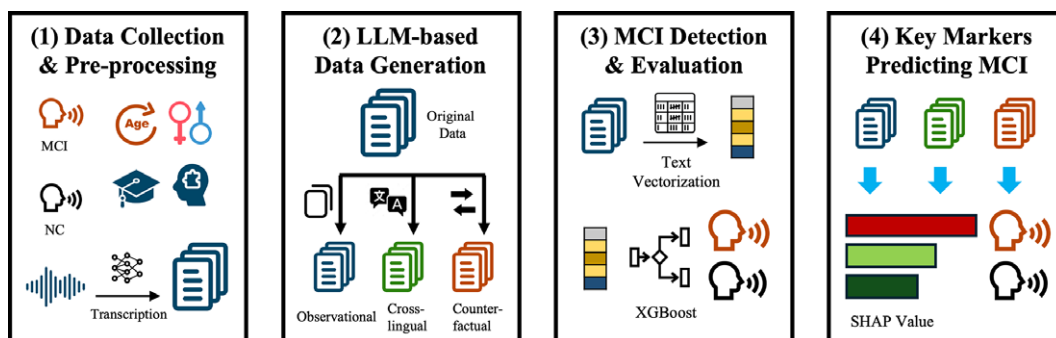 (1) Data Collection
& Pre-processing
Age
MCI
NC
Transcription
(2) LLM-based
Data Generation
Original
Data
文
A
Observational
Cross-
lingual
Counter-
factual
(3) MCI Detection
& Evaluation
Text
Vectorization
XGBoost
(4) Key Markers
Predicting MCI
SHAP Value